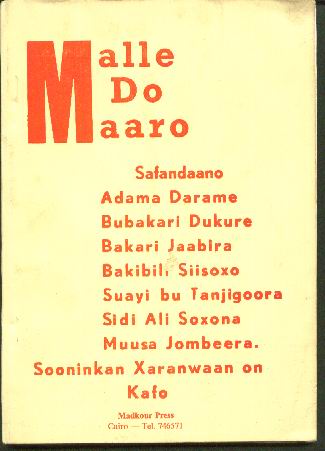 Malle
Do
Maaro
Safandaano
Adama Darame
Bubakari Dukure
Bakari Jaabira
Bakibili Siisoxo
Suayi bu Tanjigoora
Sidi Ali Soxona
Muusa Jombeera.
Sooninkan Xaranwaan on
Kafo
Madkour Press
Cairo — Tel. 746571